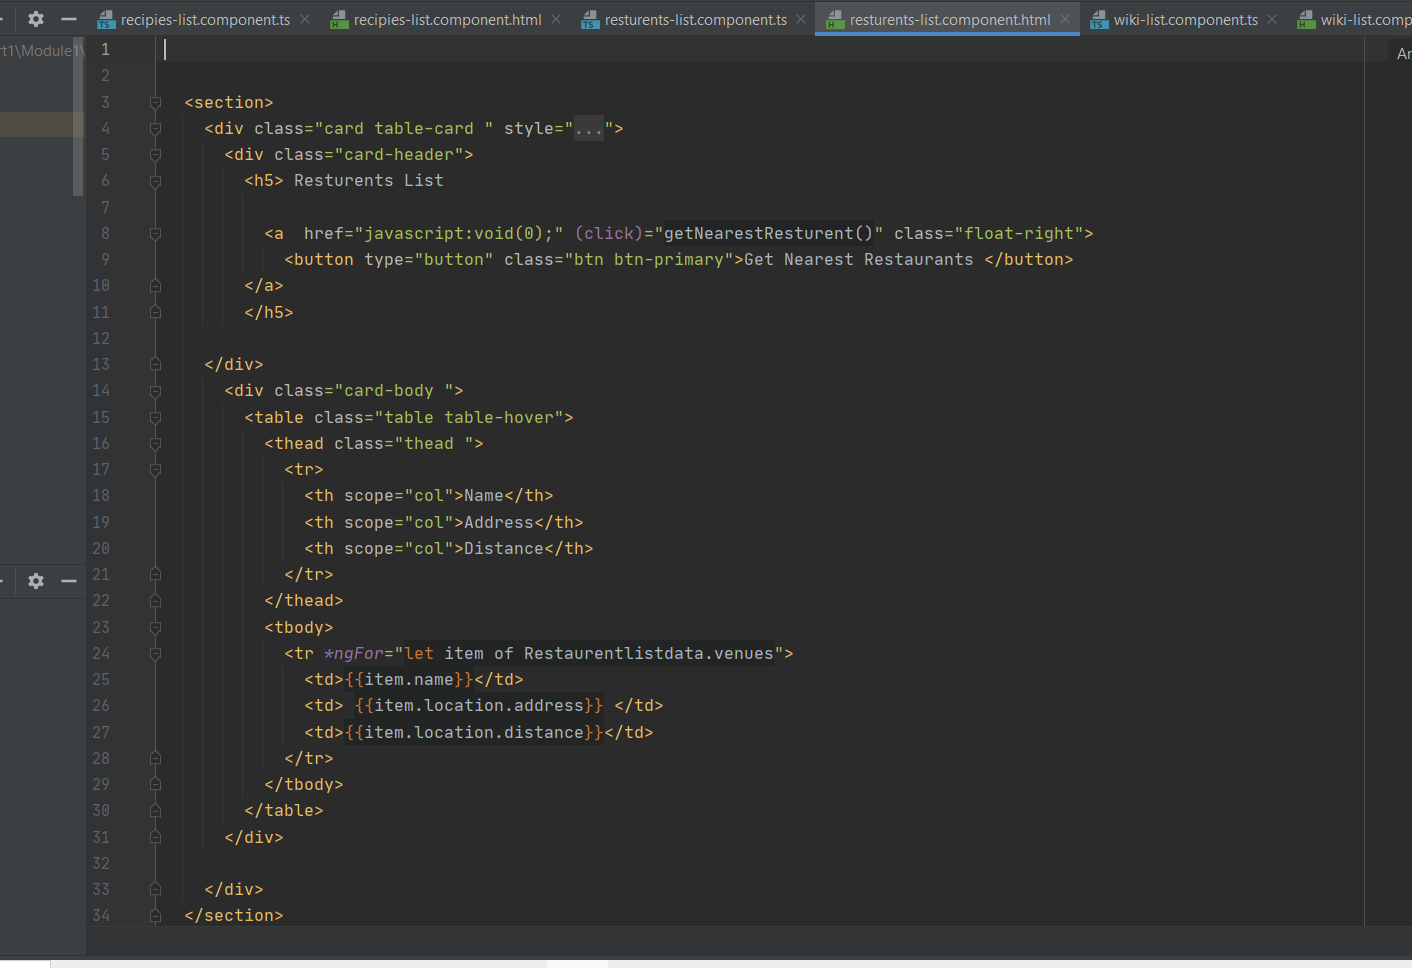 recipies-list.component.ts recipies-list.component.html resturents-list.component.ts resturents-list.component.html wiki-list.component.ts wiki-list.comp
rt1\Module1\
Ar
1
2
3 <section>
4 <div class="card table-card " style="...">
5 <div class="card-header">
6 <h5> Resturents List
7
8 <a  href="javascript:void(0);" (click)="getNearestResturent()" class="float-right">
9 <button type="button" class="btn btn-primary">Get Nearest Restaurants </button>
10 </a>
11 </h5>
12
13 </div>
14 <div class="card-body ">
15 <table class="table table-hover">
16 <thead class="thead ">
17 <tr>
18 <th scope="col">Name</th>
19 <th scope="col">Address</th>
20 <th scope="col">Distance</th>
21 </tr>
22 </thead>
23 <tbody>
24 <tr *ngFor="let item of Restaurentlistdata.venues">
25 <td>{{item.name}}</td>
26 <td> {{item.location.address}} </td>
27 <td>{{item.location.distance}}</td>
28 </tr>
29 </tbody>
30 </table>
31 </div>
32
33 </div>
34 </section>